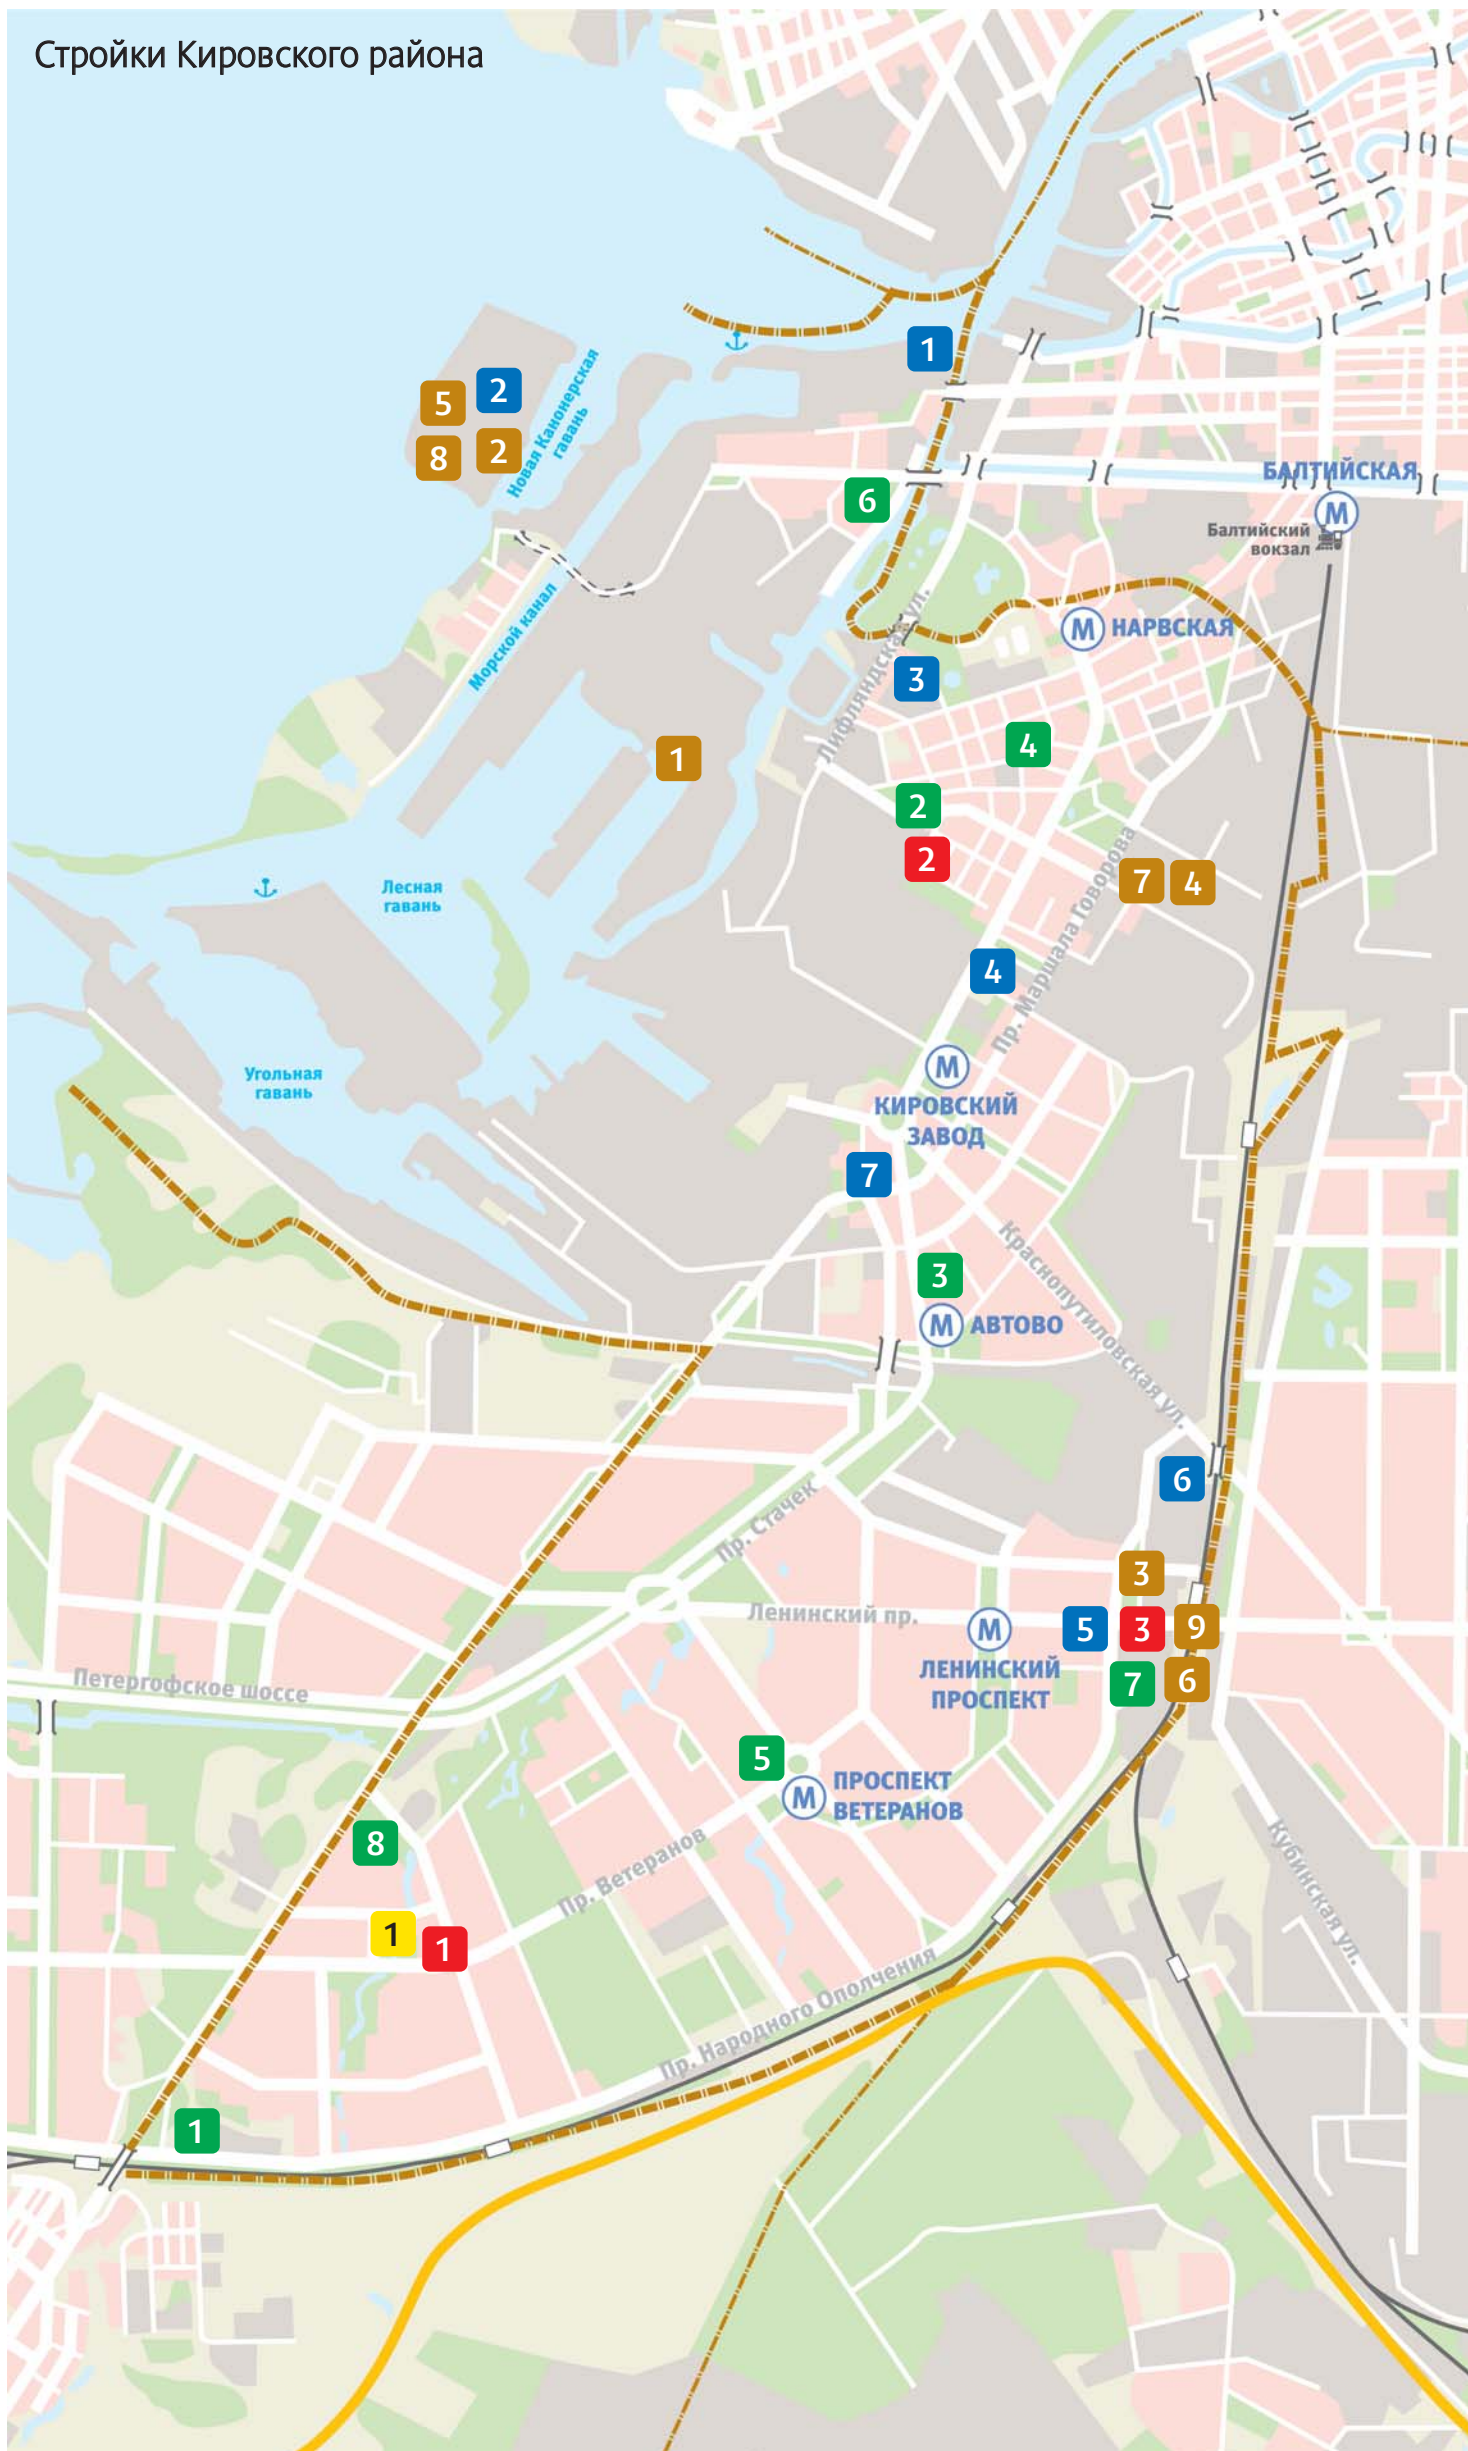 Стройки Кировского района
1
5
2
8
2
Новая Канонерская
гавань
БАЛТИЙСКАЯ
М
Балтийский
вокзал
6
Морской канал
Лифляндская ул.
М НАРВСКАЯ
3
4
1
2
2
7
4
Лесная
гавань
Пр. Маршала Говорова
4
Угольная
гавань
М
КИРОВСКИЙ
ЗАВОД
7
Краснопутиловская ул.
3
М АВТОВО
6
Пр. Стачек
3
Ленинский пр.
М
5
3
9
ЛЕНИНСКИЙ
ПРОСПЕКТ
7
6
Петергофское шоссе
5
М
ПРОСПЕКТ
ВЕТЕРАНОВ
8
Пр. Ветеранов
Кубинская ул.
1
1
Пр. Народного Ополчения
1